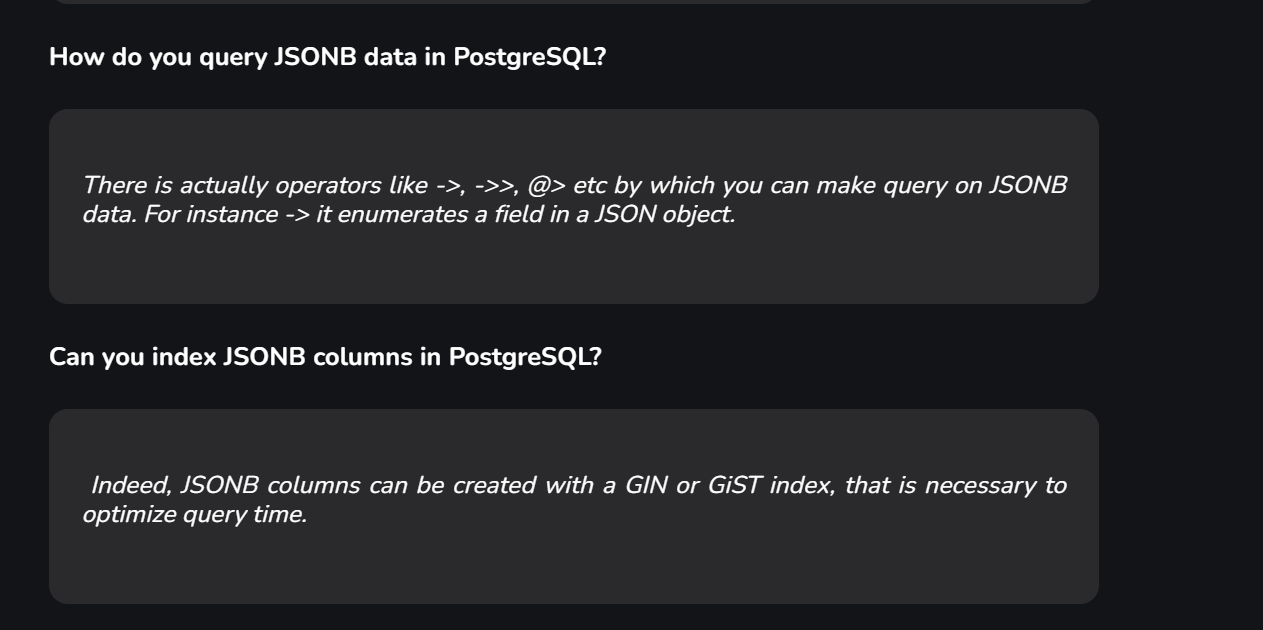 How do you query JSONB data in PostgreSQL?
There is actually operators like ->, ->>, @> etc by which you can make query on JSONB
data. For instance -> it enumerates a field in a JSON object.
Can you index JSONB columns in PostgreSQL?
Indeed, JSONB columns can be created with a GIN or GiST index, that is necessary to
optimize query time.